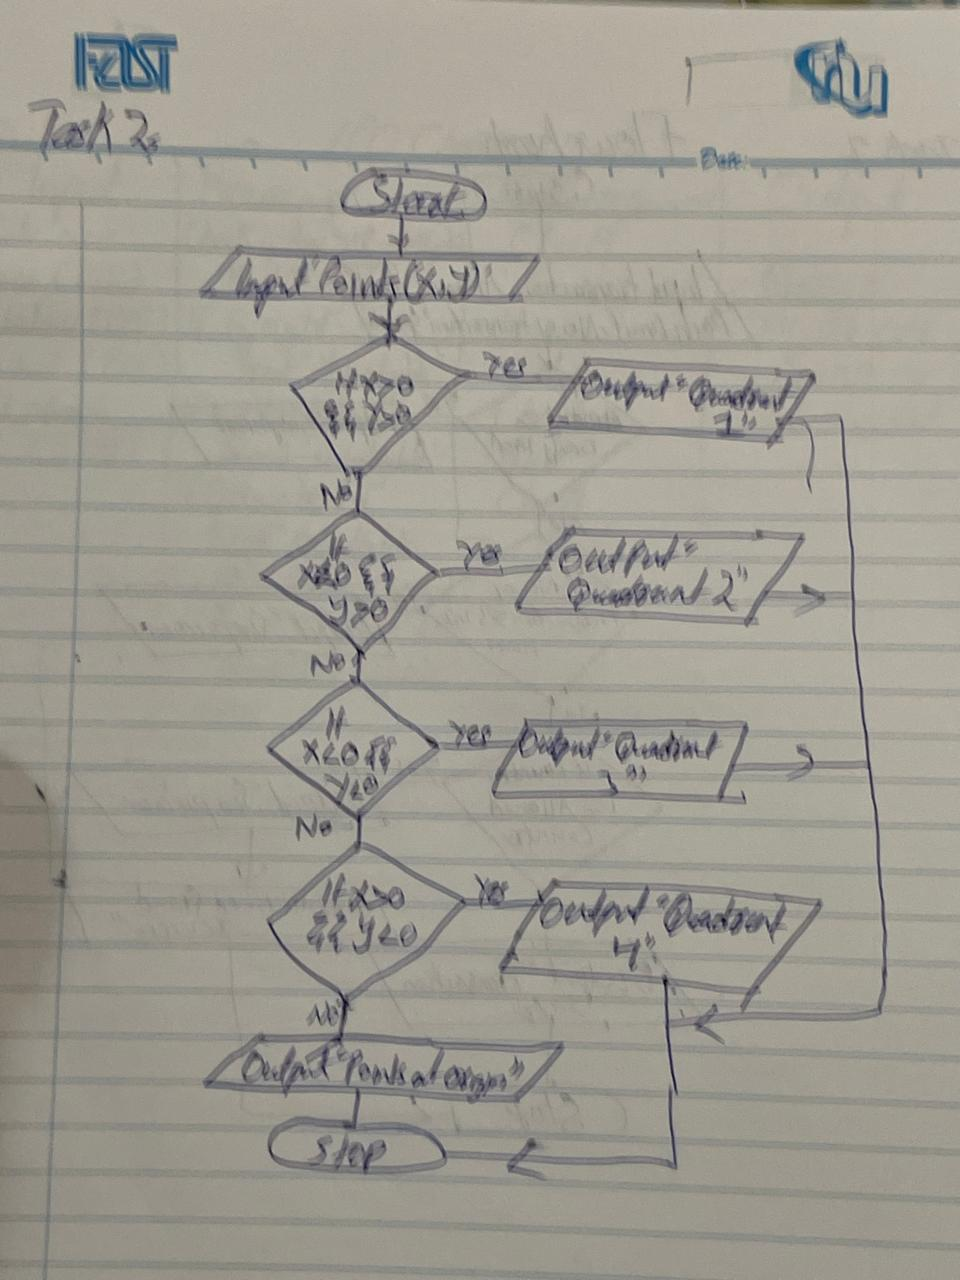 FAST
NU
Task 2:
Date:
Start
Input Points (X,Y)
If X>0
&& Y>0
Yes
Output "Quadrant
1"
No
If
X<0 &&
Y>0
Yes
Output "
Quadrant 2"
No
If
X<0 &&
Y<0
Yes
Output "Quadrant
3"
No
If X>0
&& Y<0
Yes
Output "Quadrant
4"
No
Output "Points at origin"
Stop